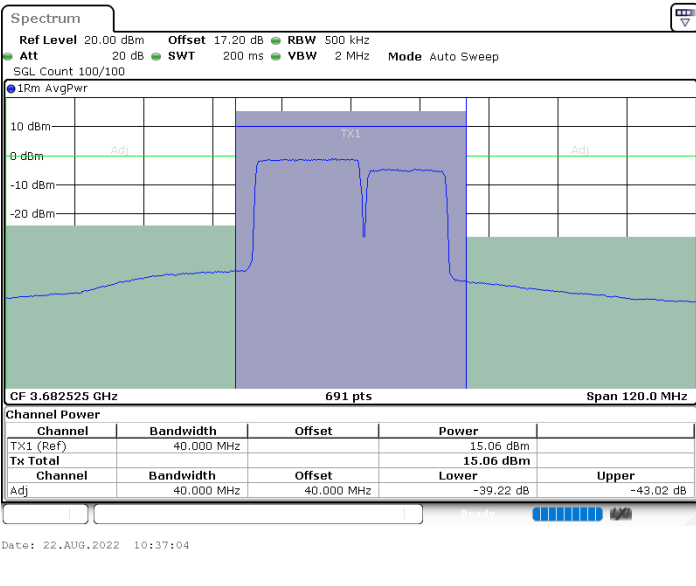 Spectrum
Ref Level 20.00 dBm Offset 17.20 dB RBW 500 kHz
Att 20 dB SWT 200 ms VBW 2 MHz Mode Auto Sweep
SGL Count 100/100
1Rm AvgPwr
10 dBm
TX1
Adj Adj
0 dBm
-10 dBm
-20 dBm
CF 3.682525 GHz 691 pts Span 120.0 MHz
Channel Power
Channel Bandwidth Offset Power
TX1 (Ref) 40.000 MHz 15.06 dBm
Tx Total 15.06 dBm
Channel Bandwidth Offset Lower Upper
Adj 40.000 MHz 40.000 MHz -39.22 dB -43.02 dB
Ready
Date: 22.AUG.2022 10:37:04